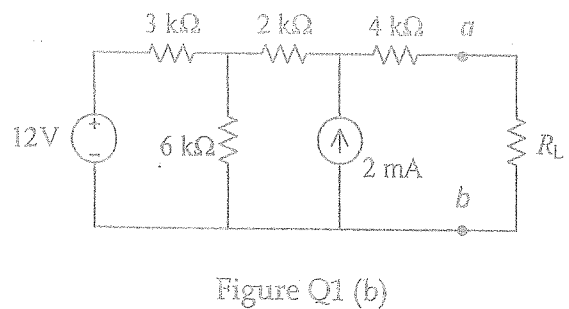 3 kΩ 2 kΩ 4 kΩ a
12V + − 6 kΩ 2 mA R_L
b
Figure Q1 (b)